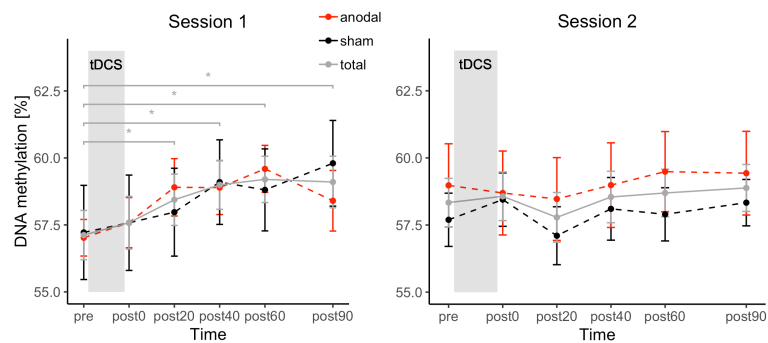 Session 1
anodal
sham
total
Session 2
tDCS
tDCS
DNA methylation [%]
62.5
60.0
57.5
55.0
*
*
*
*
pre
post0
post20
post40
post60
post90
Time
62.5
60.0
57.5
55.0
pre
post0
post20
post40
post60
post90
Time